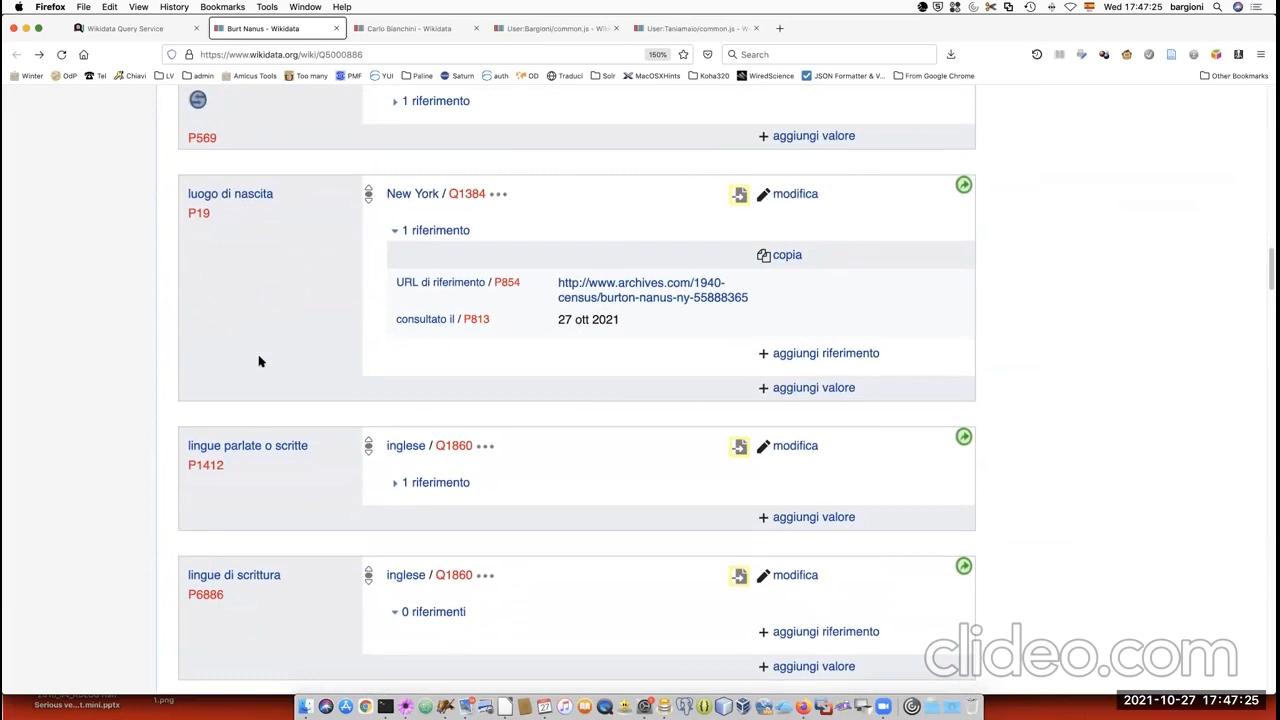 Firefox File Edit View History Bookmarks Tools Window Help
Wed 17:47:25 bargioni
Wikidata Query Service
Burt Nanus - Wikidata
Carlo Bianchini - Wikidata
User:Bargioni/common.js - Wiki
User:Taniamaio/common.js - W
https://www.wikidata.org/wiki/Q5000886
150%
Search
Winter OdP Tel Chiavi LV admin Amicus Tools Too many PMF YUI Paline Saturn auth OD Traduci Solr MacOSXHints Koha320 WiredScience JSON Formatter & V... From Google Chrome Other Bookmarks
1 riferimento
P569
+ aggiungi valore
luogo di nascita
P19
New York / Q1384
modifica
1 riferimento
copia
URL di riferimento / P854
http://www.archives.com/1940-
census/burton-nanus-ny-55888365
consultato il / P813
27 ott 2021
+ aggiungi riferimento
+ aggiungi valore
lingue parlate o scritte
P1412
inglese / Q1860
modifica
1 riferimento
+ aggiungi valore
lingue di scrittura
P6886
inglese / Q1860
modifica
0 riferimenti
+ aggiungi riferimento
+ aggiungi valore
clideo.com
Serious ve...t.mini.pptx
1.png
2021-10-27 17:47:25